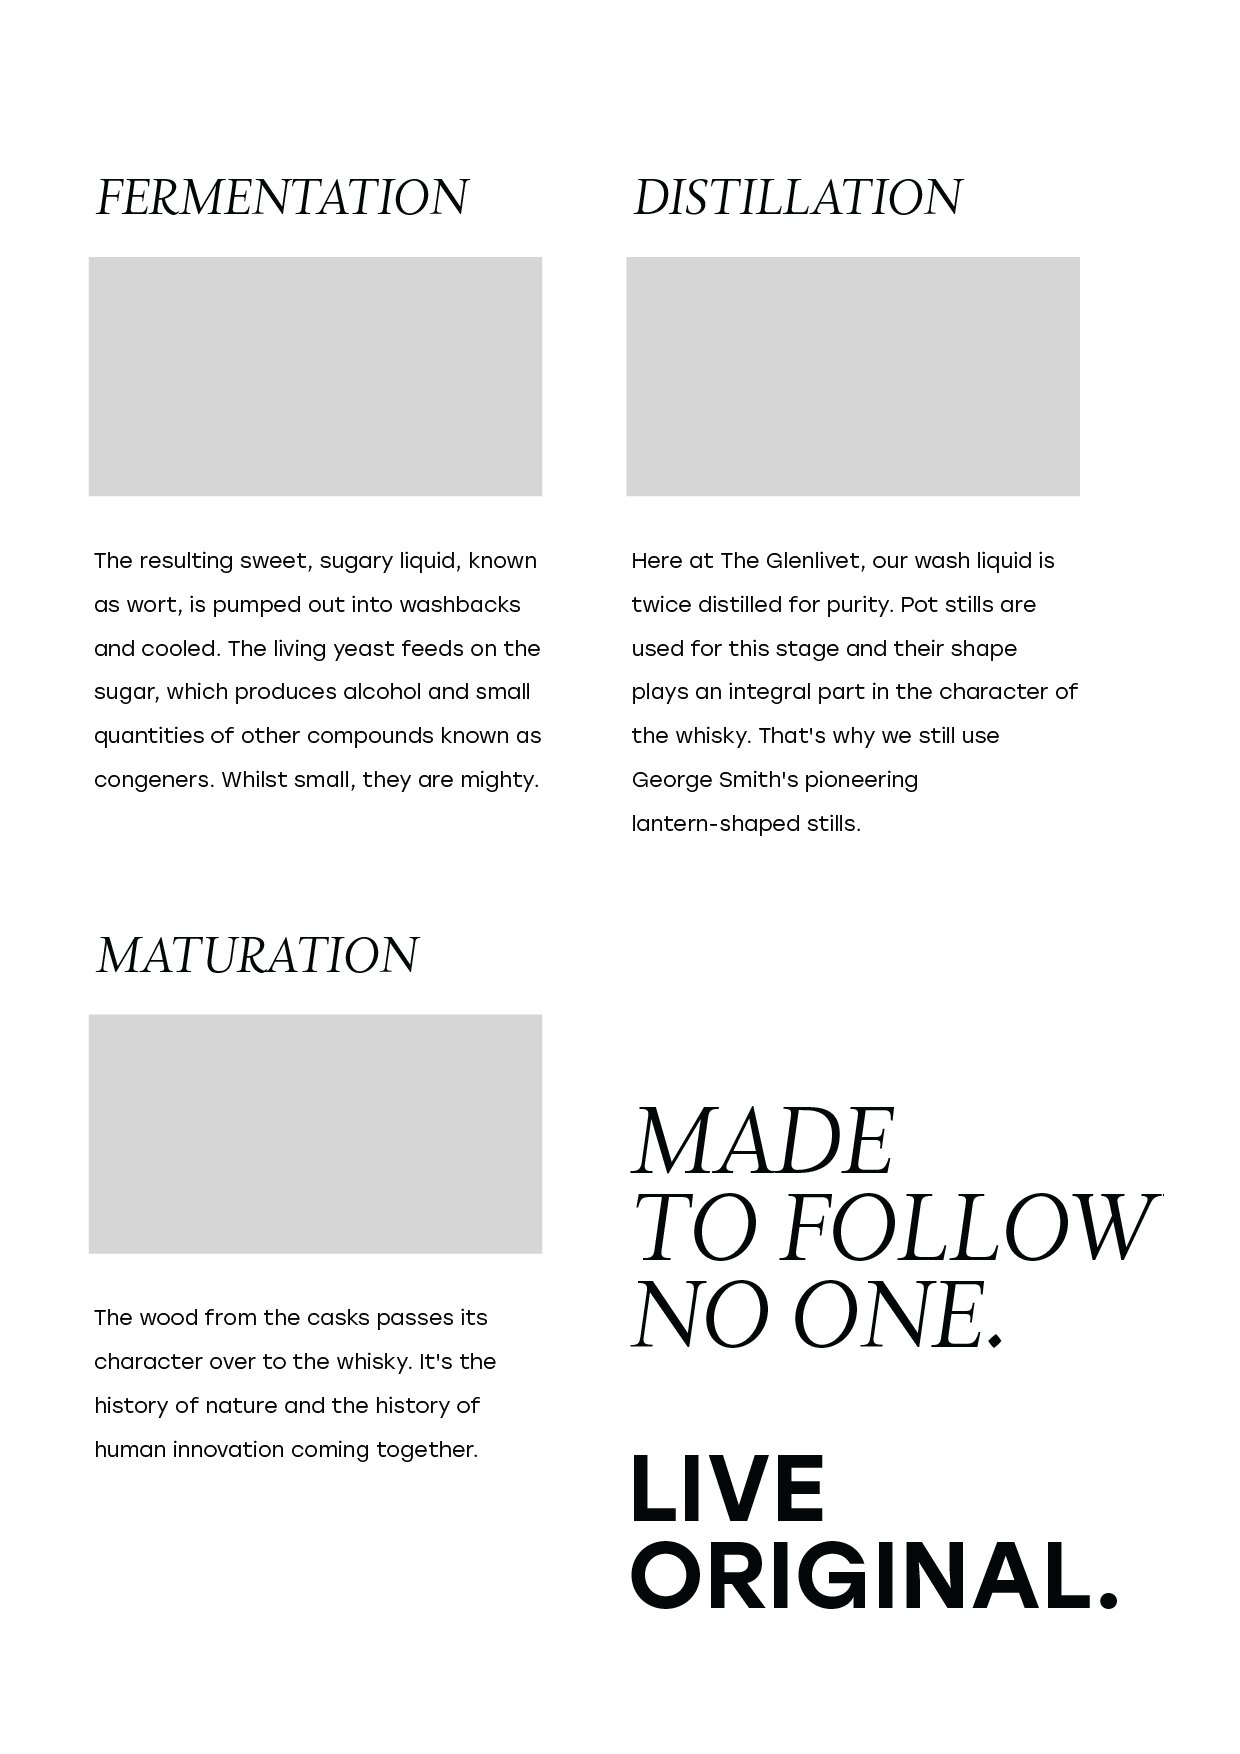 FERMENTATION
The resulting sweet, sugary liquid, known
as wort, is pumped out into washbacks
and cooled. The living yeast feeds on the
sugar, which produces alcohol and small
quantities of other compounds known as
congeners. Whilst small, they are mighty.
DISTILLATION
Here at The Glenlivet, our wash liquid is
twice distilled for purity. Pot stills are
used for this stage and their shape
plays an integral part in the character of
the whisky. That's why we still use
George Smith's pioneering
lantern-shaped stills.
MATURATION
The wood from the casks passes its
character over to the whisky. It's the
history of nature and the history of
human innovation coming together.
MADE
TO FOLLOW
NO ONE.
LIVE
ORIGINAL.